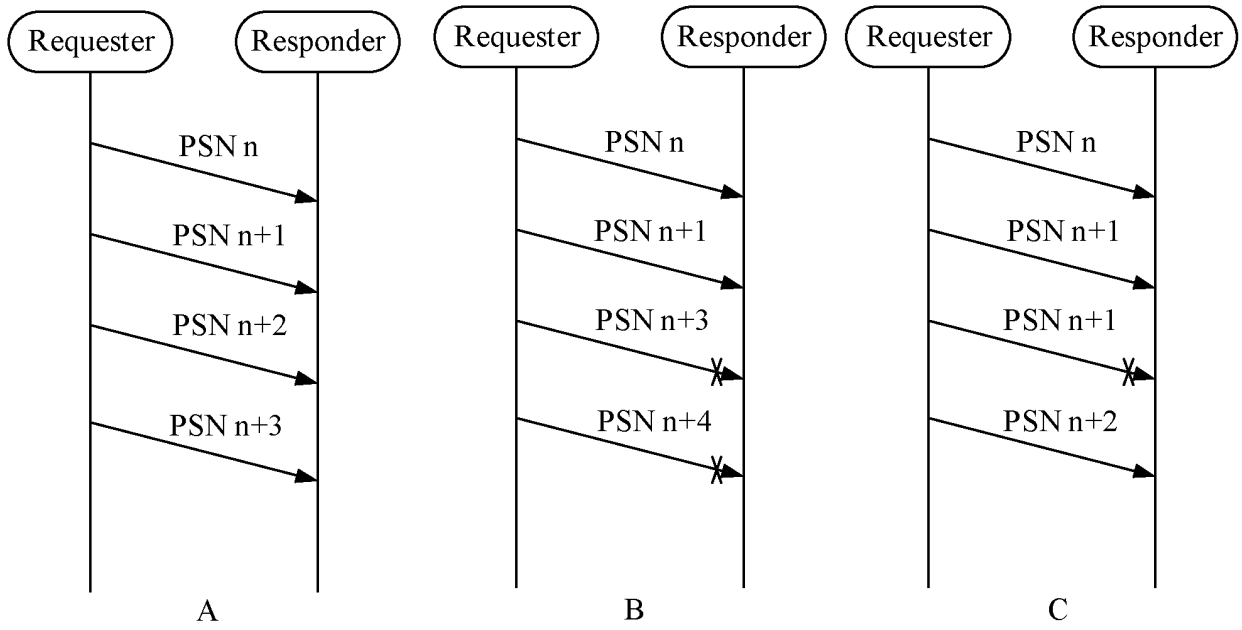 Requester
Responder
PSN n
PSN n+1
PSN n+2
PSN n+3
A
Requester
Responder
PSN n
PSN n+1
PSN n+3
PSN n+4
B
Requester
Responder
PSN n
PSN n+1
PSN n+1
PSN n+2
C